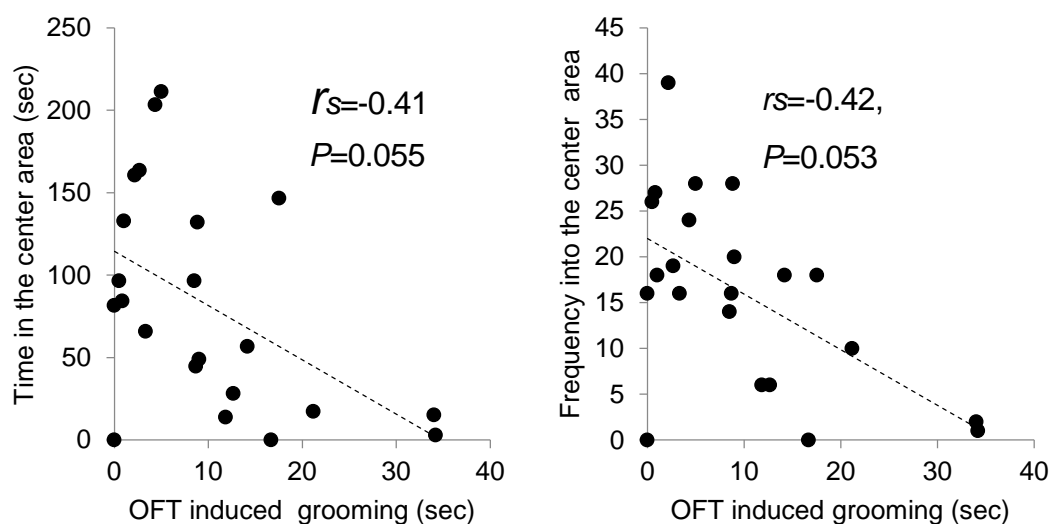 Time in the center area (sec)
250
200
150
100
50
0
0 10 20 30 40
OFT induced grooming (sec)
rs=-0.41
P=0.055
Frequency into the center area
45
40
35
30
25
20
15
10
5
0
0 10 20 30 40
OFT induced grooming (sec)
rs=-0.42,
P=0.053